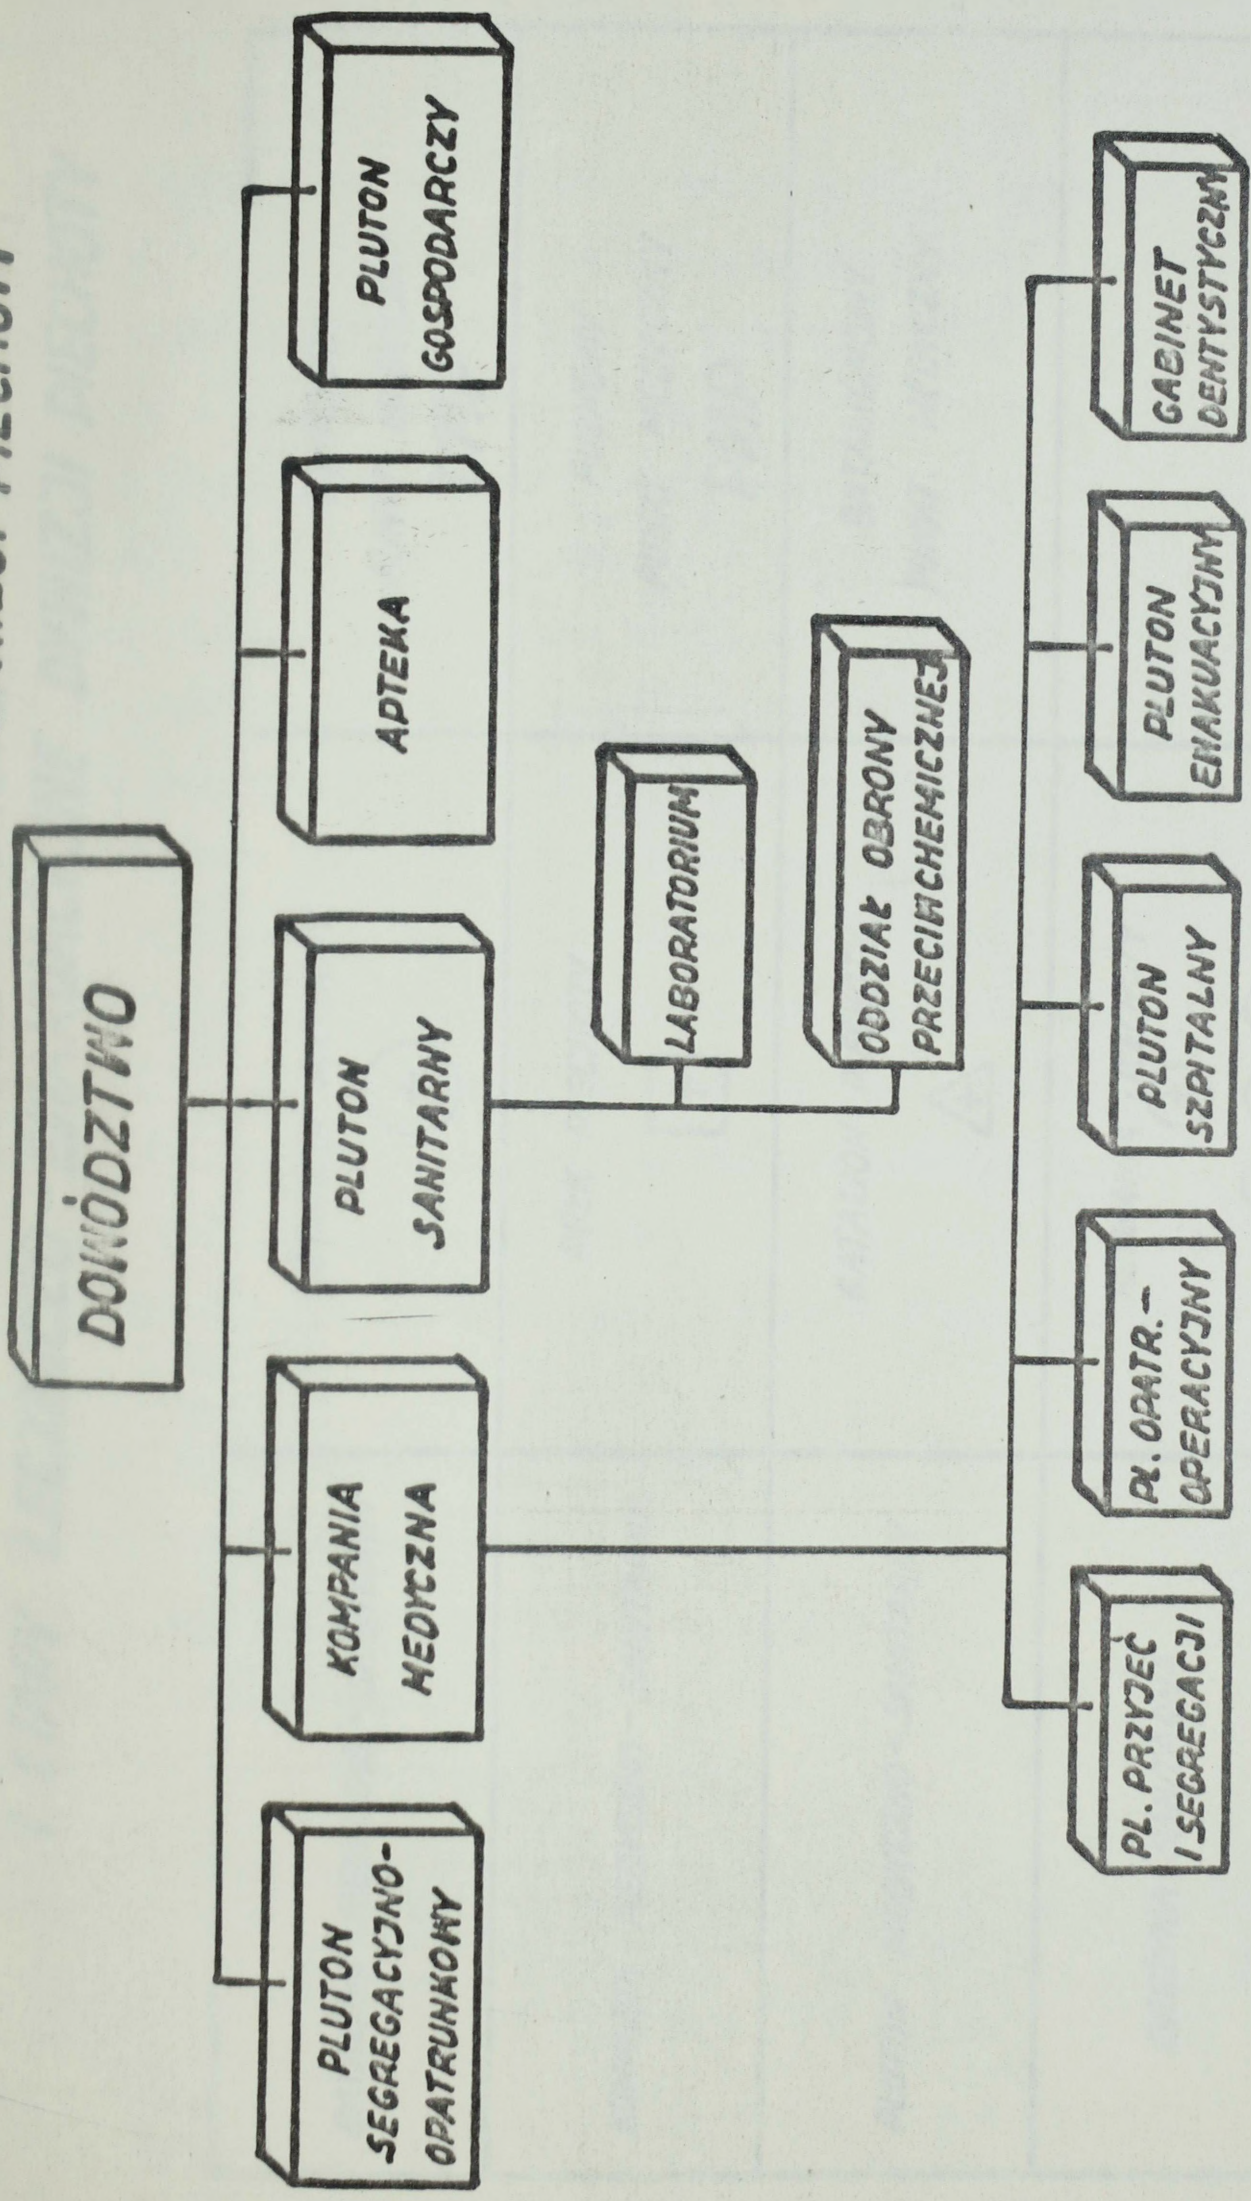 DOWÓDZTWO
PLUTON
SEGREGACYJNO-
OPATRUNKOWY
KOMPANIA
MEDYCZNA
PLUTON
SANITARNY
APTEKA
PLUTON
GOSPODARCZY
LABORATORIUM
ODDZIAŁ OBRONY
PRZECIWCHEMICZNEJ
PL. PRZYJEĆ
I SEGREGACJI
PL. OPATR.-
OPERACYJNY
PLUTON
SZPITALNY
PLUTON
EWAKUACYJNY
GABINET
DENTYSTYCZNY